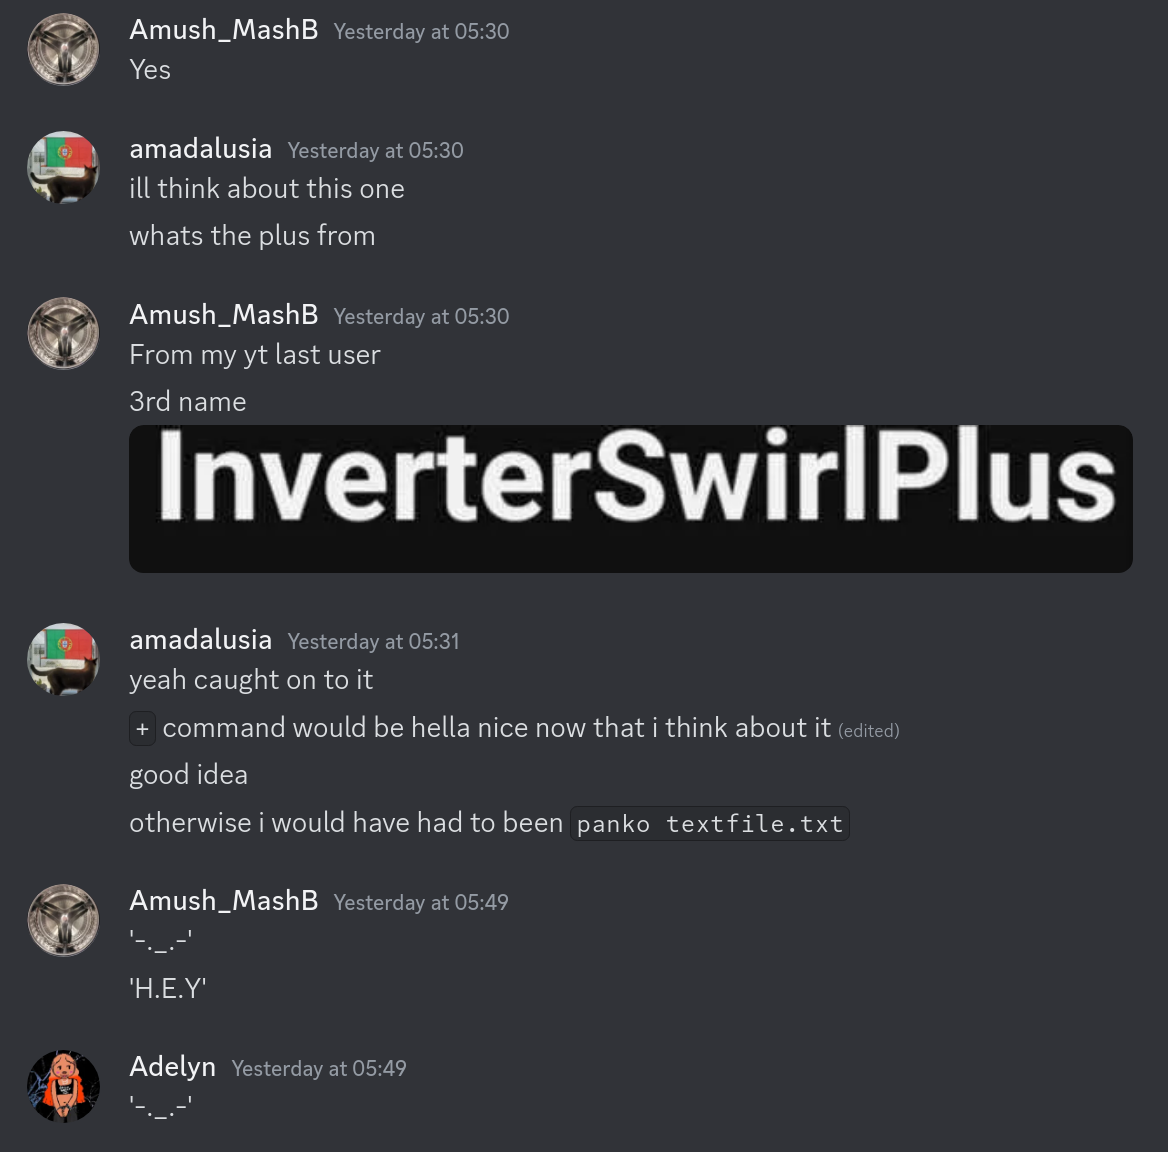 Amush_MashB Yesterday at 05:30
Yes
amadalusia Yesterday at 05:30
ill think about this one
whats the plus from
Amush_MashB Yesterday at 05:30
From my yt last user
3rd name
InverterSwirlPlus
amadalusia Yesterday at 05:31
yeah caught on to it
+ command would be hella nice now that i think about it (edited)
good idea
otherwise i would have had to been panko textfile.txt
Amush_MashB Yesterday at 05:49
'-._.-'
'H.E.Y'
Adelyn Yesterday at 05:49
'-._.-'